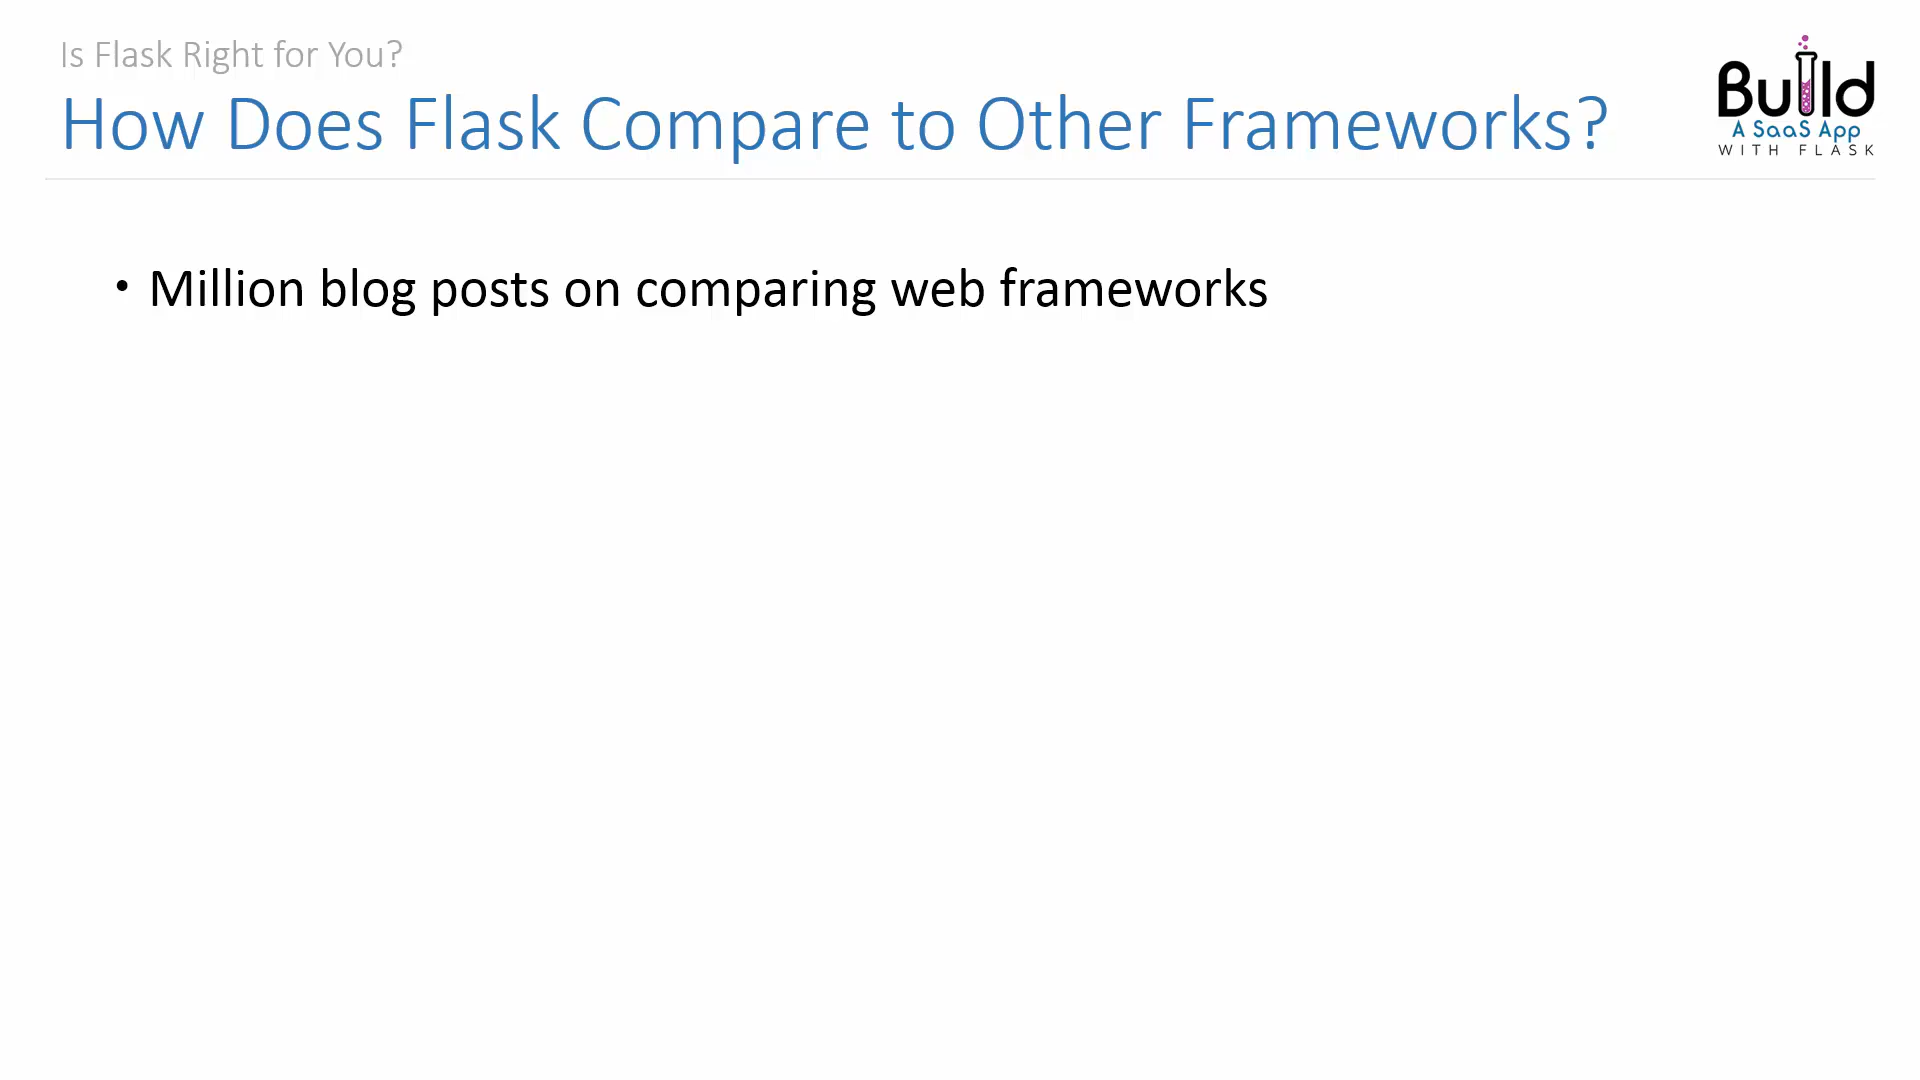 Is Flask Right for You?
How Does Flask Compare to Other Frameworks?
Build
A SaaS App
WITH FLASK
• Million blog posts on comparing web frameworks